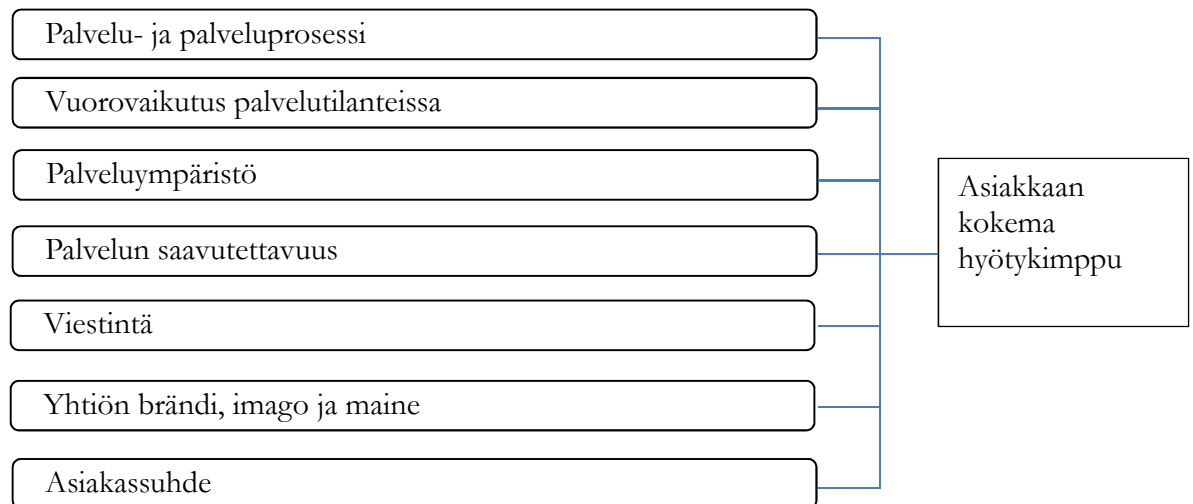 Palvelu- ja palveluprosessi
Vuorovaikutus palvelutilanteissa
Palveluympäristö
Palvelun saavutettavuus
Viestintä
Yhtiön brändi, imago ja maine
Asiakassuhde
Asiakkaan
kokema
hyötykimppu